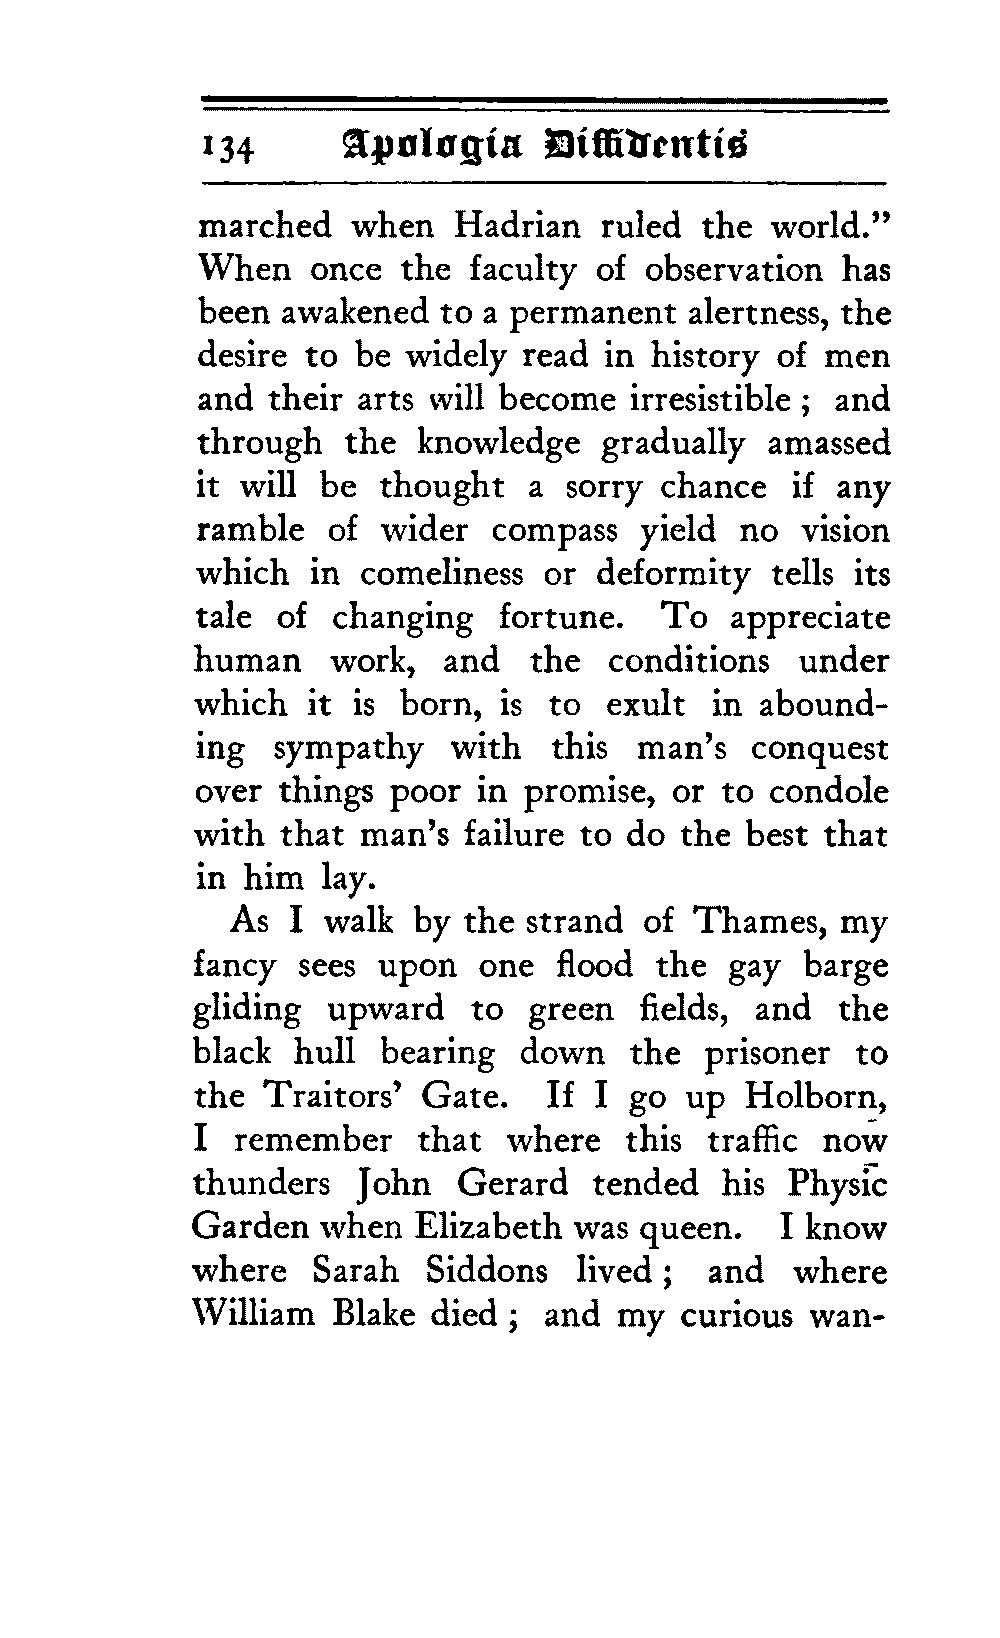 134 Apologia Diffidentis
marched when Hadrian ruled the world.”
When once the faculty of observation has
been awakened to a permanent alertness, the
desire to be widely read in history of men
and their arts will become irresistible ; and
through the knowledge gradually amassed
it will be thought a sorry chance if any
ramble of wider compass yield no vision
which in comeliness or deformity tells its
tale of changing fortune. To appreciate
human work, and the conditions under
which it is born, is to exult in abound-
ing sympathy with this man’s conquest
over things poor in promise, or to condole
with that man’s failure to do the best that
in him lay.
As I walk by the strand of Thames, my
fancy sees upon one flood the gay barge
gliding upward to green fields, and the
black hull bearing down the prisoner to
the Traitors’ Gate. If I go up Holborn,
I remember that where this traffic now
thunders John Gerard tended his Physic
Garden when Elizabeth was queen. I know
where Sarah Siddons lived ; and where
William Blake died ; and my curious wan-